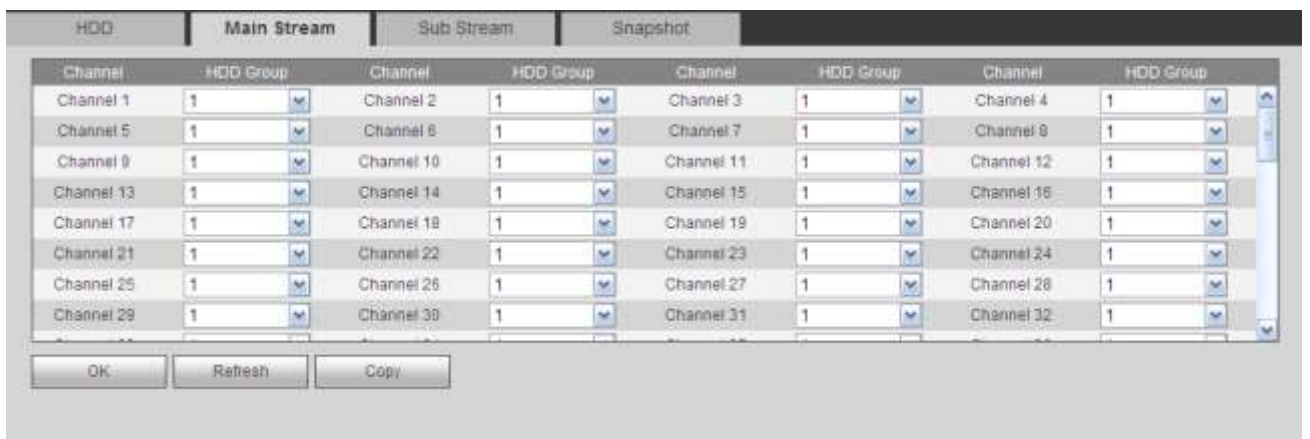 HDD Main Stream Sub Stream Snapshot
Channel HDD Group Channel HDD Group Channel HDD Group Channel HDD Group
Channel 1 1 Channel 2 1 Channel 3 1 Channel 4 1
Channel 5 1 Channel 6 1 Channel 7 1 Channel 8 1
Channel 9 1 Channel 10 1 Channel 11 1 Channel 12 1
Channel 13 1 Channel 14 1 Channel 15 1 Channel 16 1
Channel 17 1 Channel 18 1 Channel 19 1 Channel 20 1
Channel 21 1 Channel 22 1 Channel 23 1 Channel 24 1
Channel 25 1 Channel 26 1 Channel 27 1 Channel 28 1
Channel 29 1 Channel 30 1 Channel 31 1 Channel 32 1
OK Refresh Copy